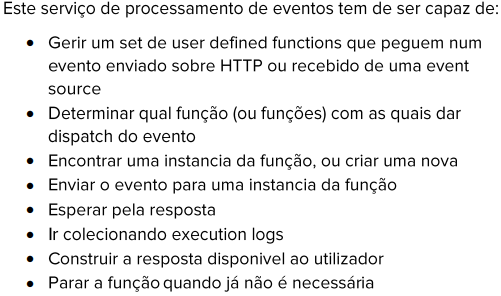 Este serviço de processamento de eventos tem de ser capaz de:
• Gerir um set de user defined functions que peguem num
evento enviado sobre HTTP ou recebido de uma event
source
• Determinar qual função (ou funções) com as quais dar
dispatch do evento
• Encontrar uma instancia da função, ou criar uma nova
• Enviar o evento para uma instancia da função
• Esperar pela resposta
• Ir colecionando execution logs
• Construir a resposta disponivel ao utilizador
• Parar a função quando já não é necessária